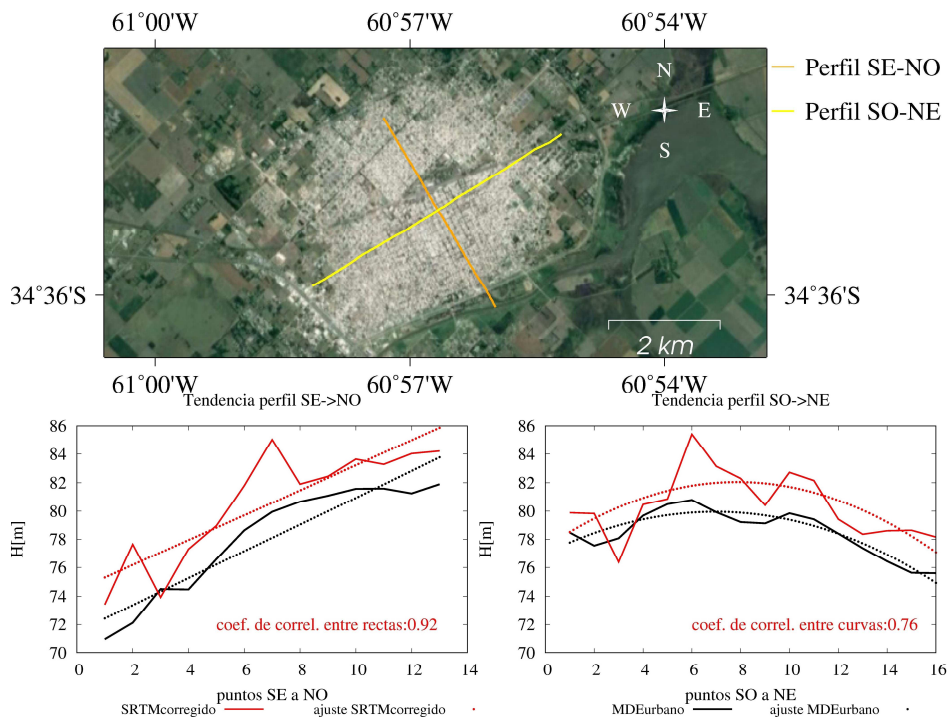 61°00'W 60°57'W 60°54'W
Perfil SE-NO
Perfil SO-NE
N
W E
S
34°36'S 34°36'S
2 km
61°00'W 60°57'W 60°54'W
Tendencia perfil SE->NO
H[m]
86
84
82
80
78
76
74
72
70
coef. de correl. entre rectas:0.92
0 2 4 6 8 10 12 14
puntos SE a NO
SRTMcorregido ajuste SRTMcorregido
Tendencia perfil SO->NE
H[m]
86
84
82
80
78
76
74
72
70
coef. de correl. entre curvas:0.76
0 2 4 6 8 10 12 14 16
puntos SO a NE
MDEurbano ajuste MDEurbano